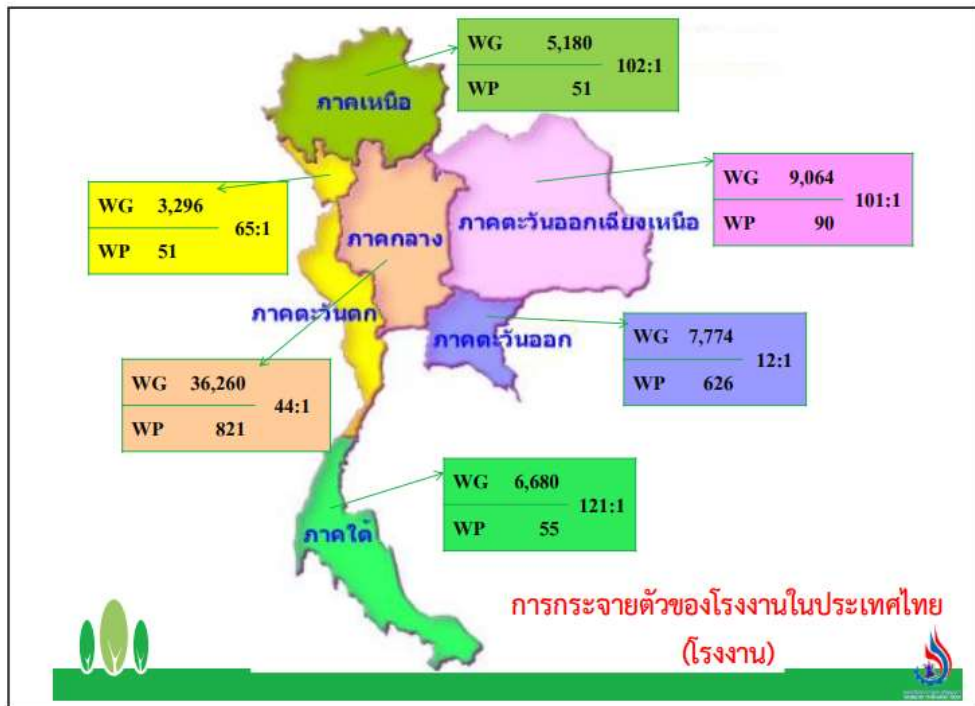 WG 5,180
102:1
WP 51
ภาคเหนือ
WG 3,296
65:1
WP 51
WG 9,064
101:1
WP 90
ภาคตะวันออกเฉียงเหนือ
ภาคกลาง
ภาคตะวันตก
ภาคตะวันออก
WG 7,774
12:1
WP 626
WG 36,260
44:1
WP 821
WG 6,680
121:1
WP 55
ภาคใต้
การกระจายตัวของโรงงานในประเทศไทย
(โรงงาน)